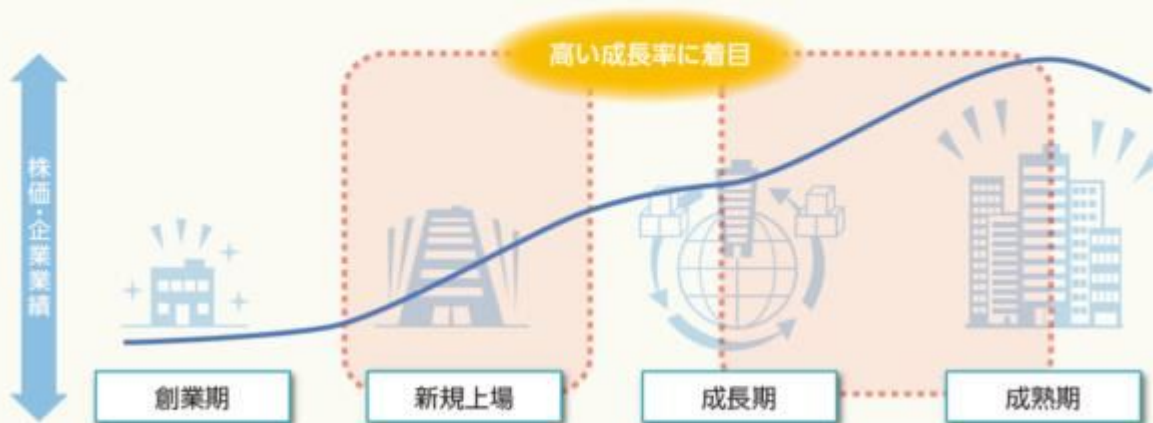 高い成長率に着目
株価・企業業績
創業期
新規上場
成長期
成熟期